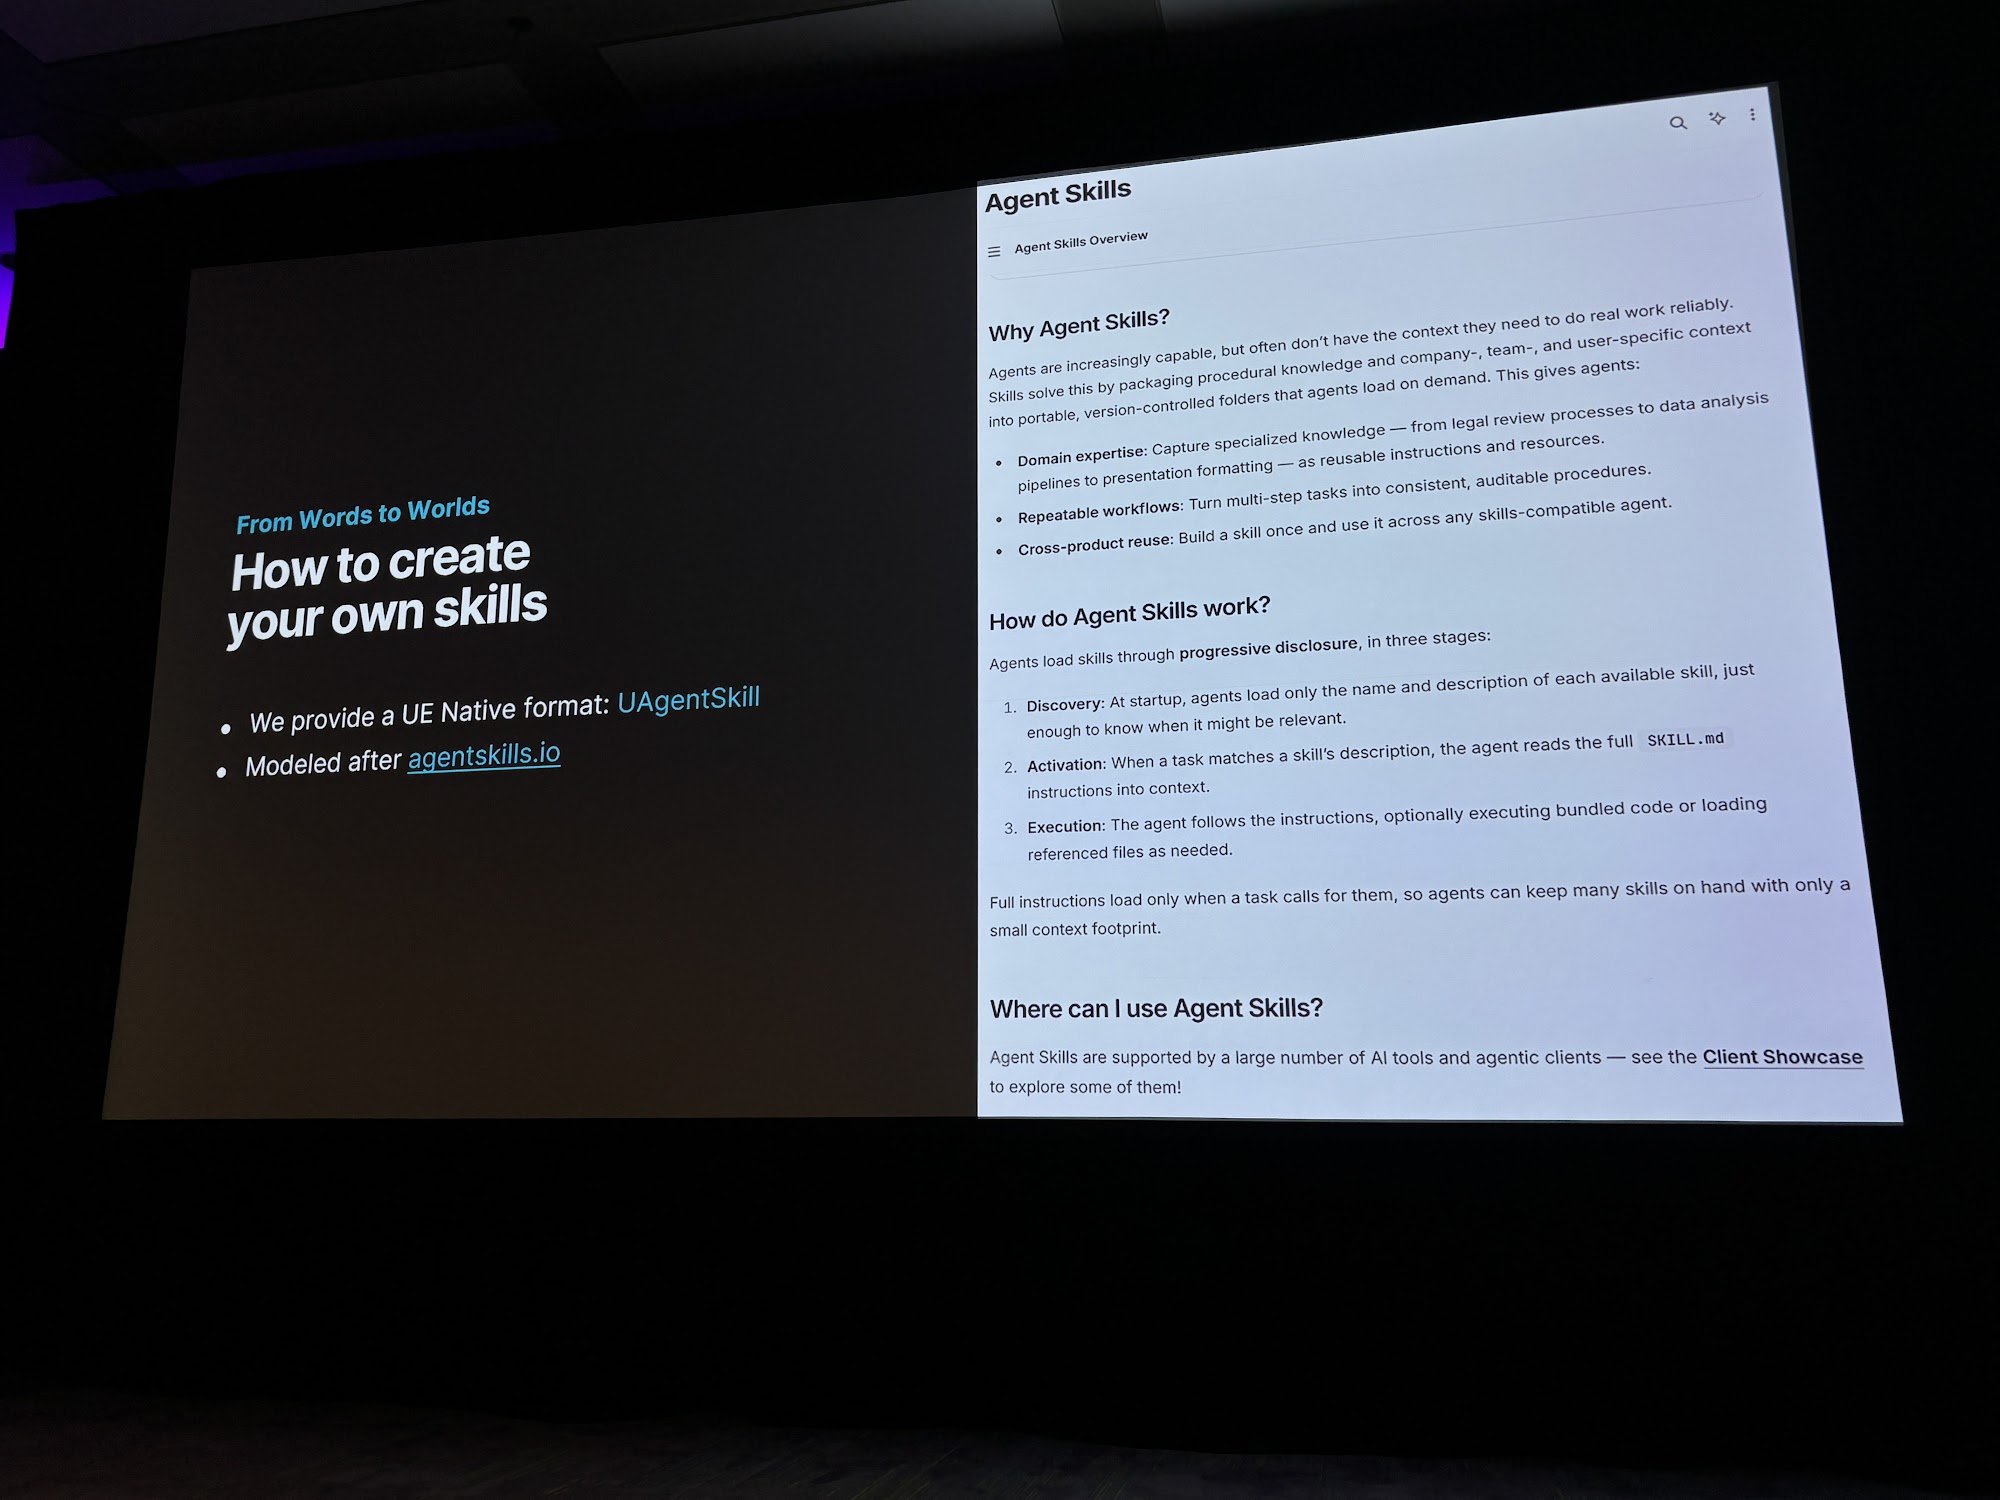 From Words to Worlds
How to create
your own skills
• We provide a UE Native format: UAgentSkill
• Modeled after agentskills.io
Agent Skills
Agent Skills Overview
Why Agent Skills?
Agents are increasingly capable, but often don't have the context they need to do real work reliably.
Skills solve this by packaging procedural knowledge and company-, team-, and user-specific context
into portable, version-controlled folders that agents load on demand. This gives agents:
• Domain expertise: Capture specialized knowledge — from legal review processes to data analysis
pipelines to presentation formatting — as reusable instructions and resources.
• Repeatable workflows: Turn multi-step tasks into consistent, auditable procedures.
• Cross-product reuse: Build a skill once and use it across any skills-compatible agent.
How do Agent Skills work?
Agents load skills through progressive disclosure, in three stages:
1. Discovery: At startup, agents load only the name and description of each available skill, just
enough to know when it might be relevant.
2. Activation: When a task matches a skill's description, the agent reads the full SKILL.md
instructions into context.
3. Execution: The agent follows the instructions, optionally executing bundled code or loading
referenced files as needed.
Full instructions load only when a task calls for them, so agents can keep many skills on hand with only a
small context footprint.
Where can I use Agent Skills?
Agent Skills are supported by a large number of AI tools and agentic clients — see the Client Showcase
to explore some of them!